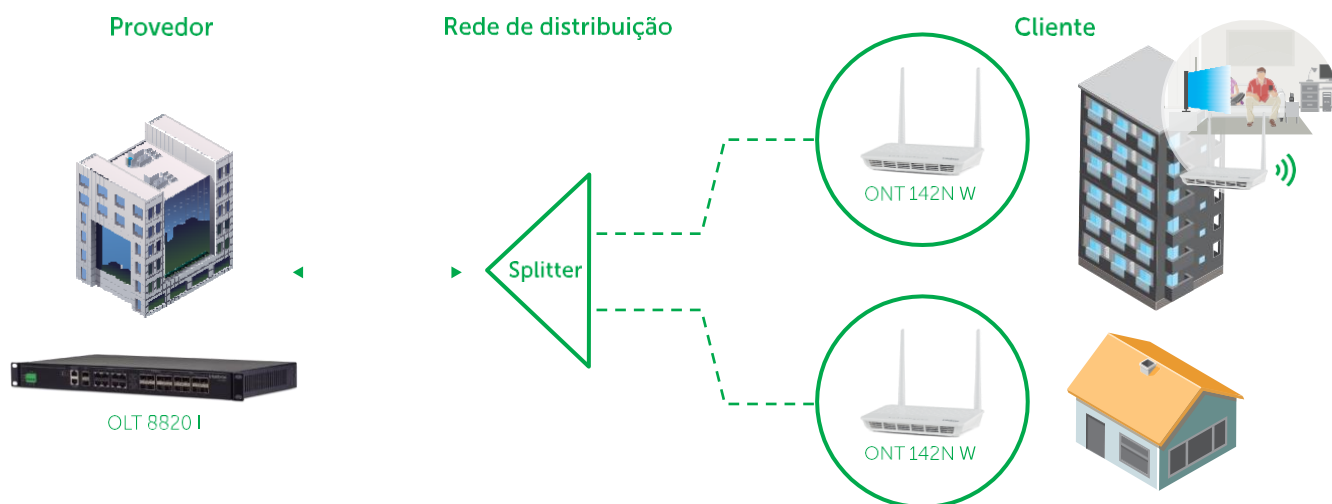 Provedor
Rede de distribuição
Cliente
ONT 142N W
Splitter
OLT 8820 I
ONT 142N W